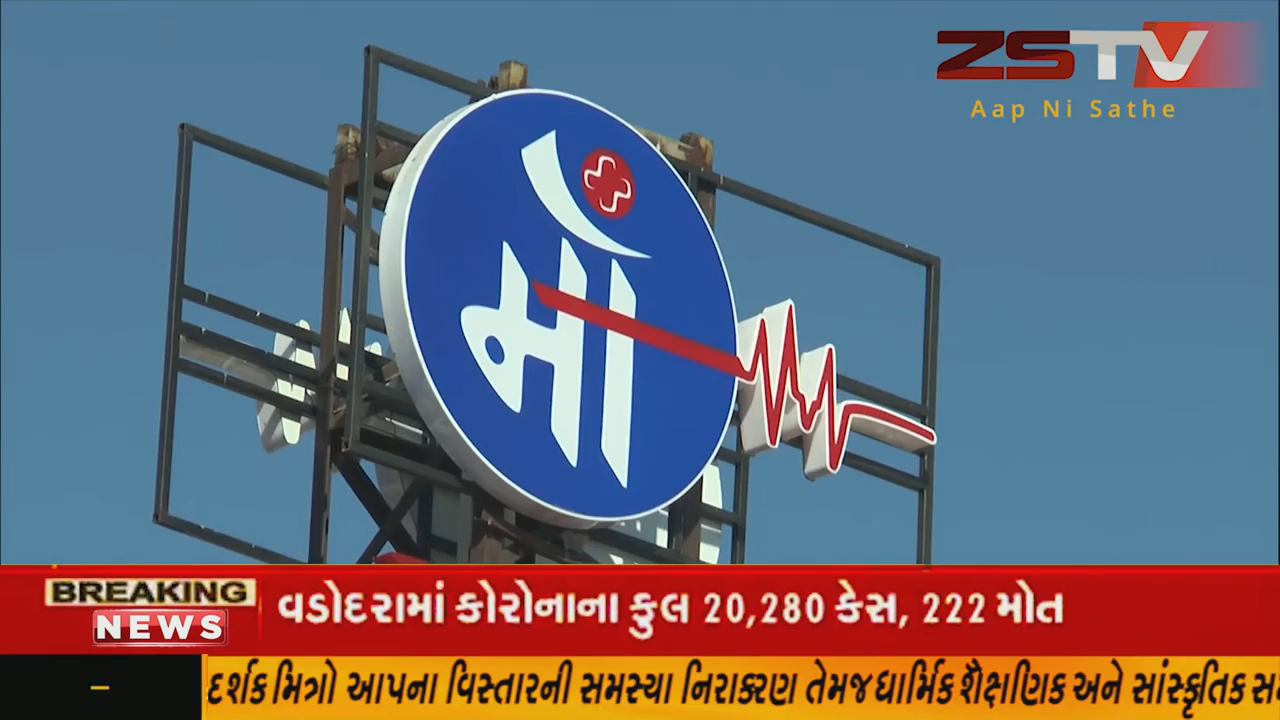 ZSTV
Aap Ni Sathe
માઁ
BREAKING
NEWS
વડોદરામાં કોરોનાના કુલ 20,280 કેસ, 222 મોત
દર્શક મિત્રો આપના વિસ્તારની સમસ્યા નિરાકરણ તેમજ ધાર્મિક શૈક્ષણિક અને સાંસ્કૃતિક